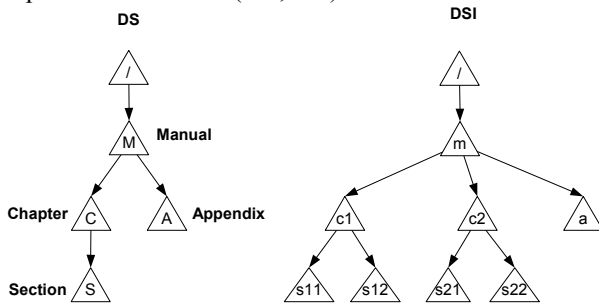 DS
DSI
/
/
M Manual
m
Chapter C A Appendix
c1 c2 a
Section S
s11 s12 s21 s22